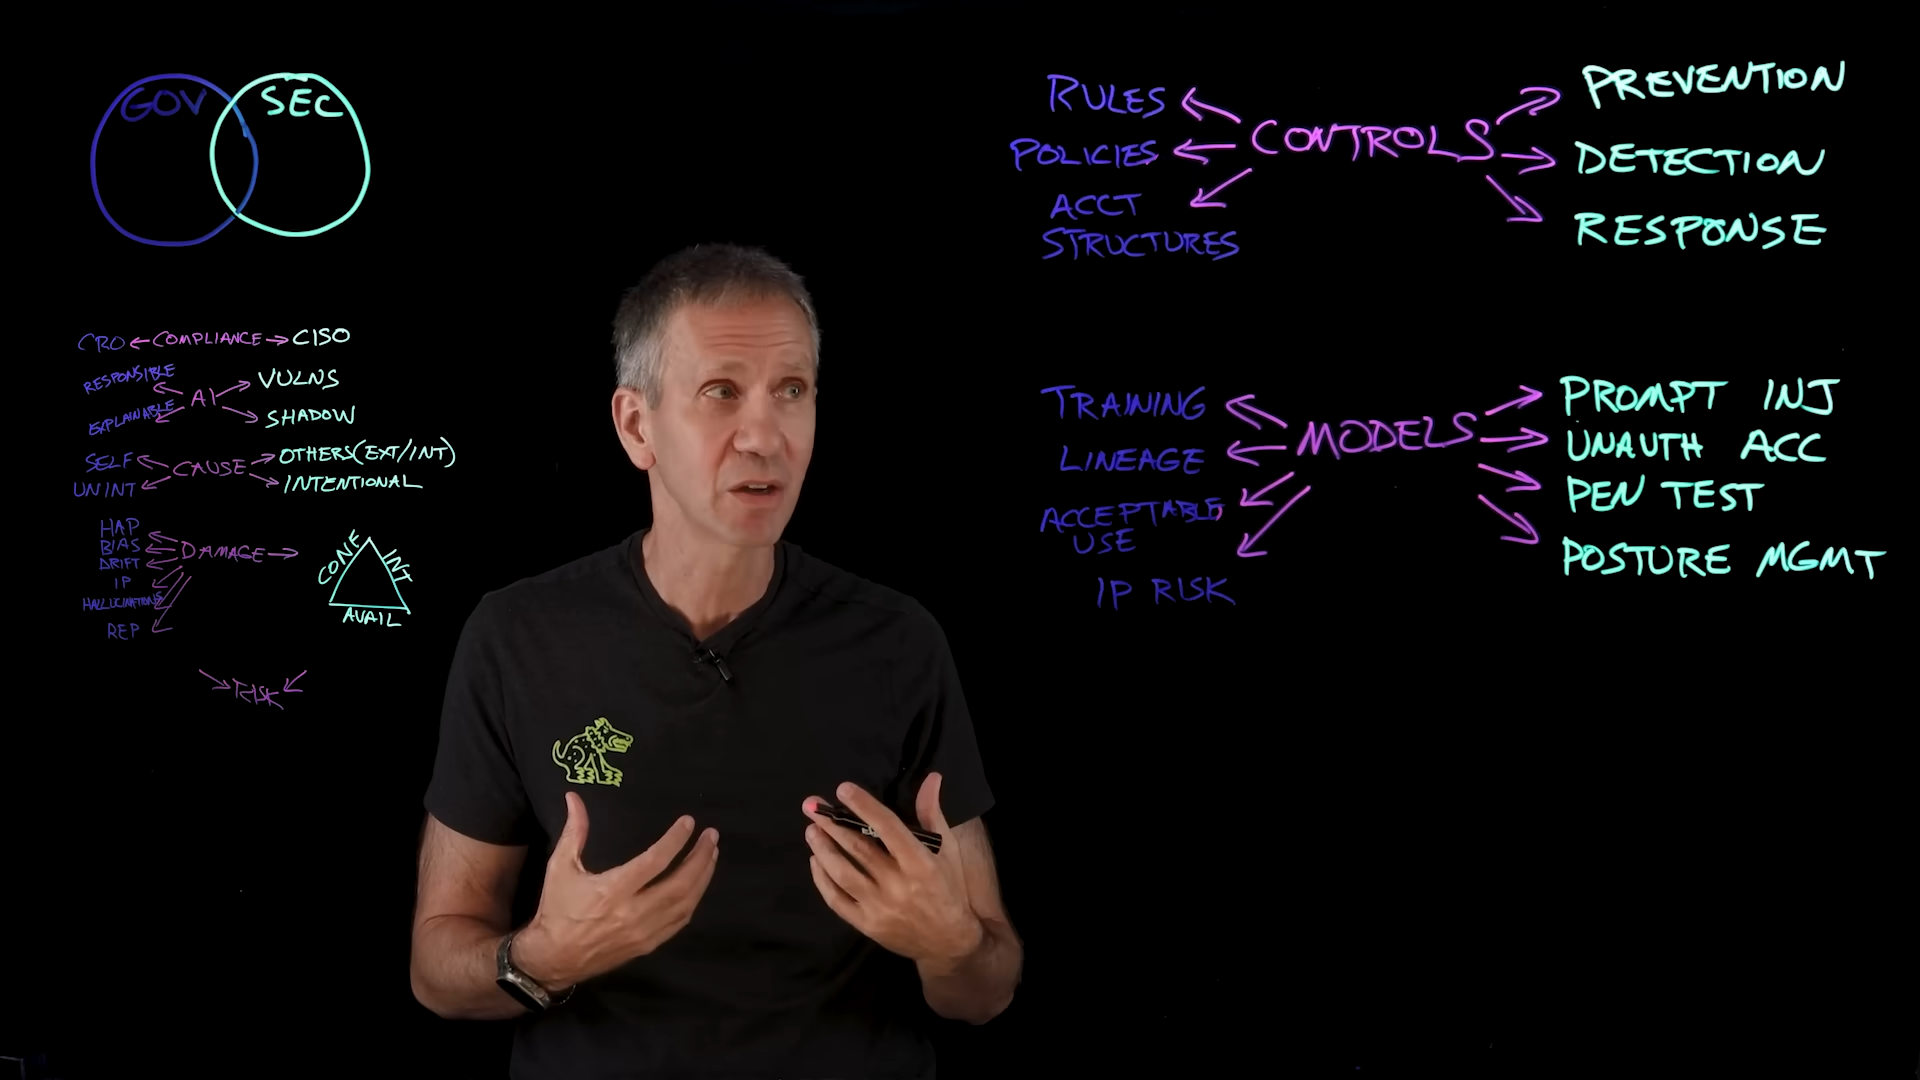 GOV SEC
CRO COMPLIANCE CISO
RESPONSIBLE
EXPLAINABLE
AI
VULNS
SHADOW
SELF
UNINT
CAUSE
OTHERS(EXT/INT)
INTENTIONAL
HAP
BIAS
DRIFT
IP
HALLUCINATIONS
REP
DAMAGE
CONF
INT
AVAIL
RISK
RULES
POLICIES
ACCT
STRUCTURES
CONTROLS
PREVENTION
DETECTION
RESPONSE
TRAINING
LINEAGE
ACCEPTABLE
USE
IP RISK
MODELS
PROMPT INJ
UNAUTH ACC
PEN TEST
POSTURE MGMT